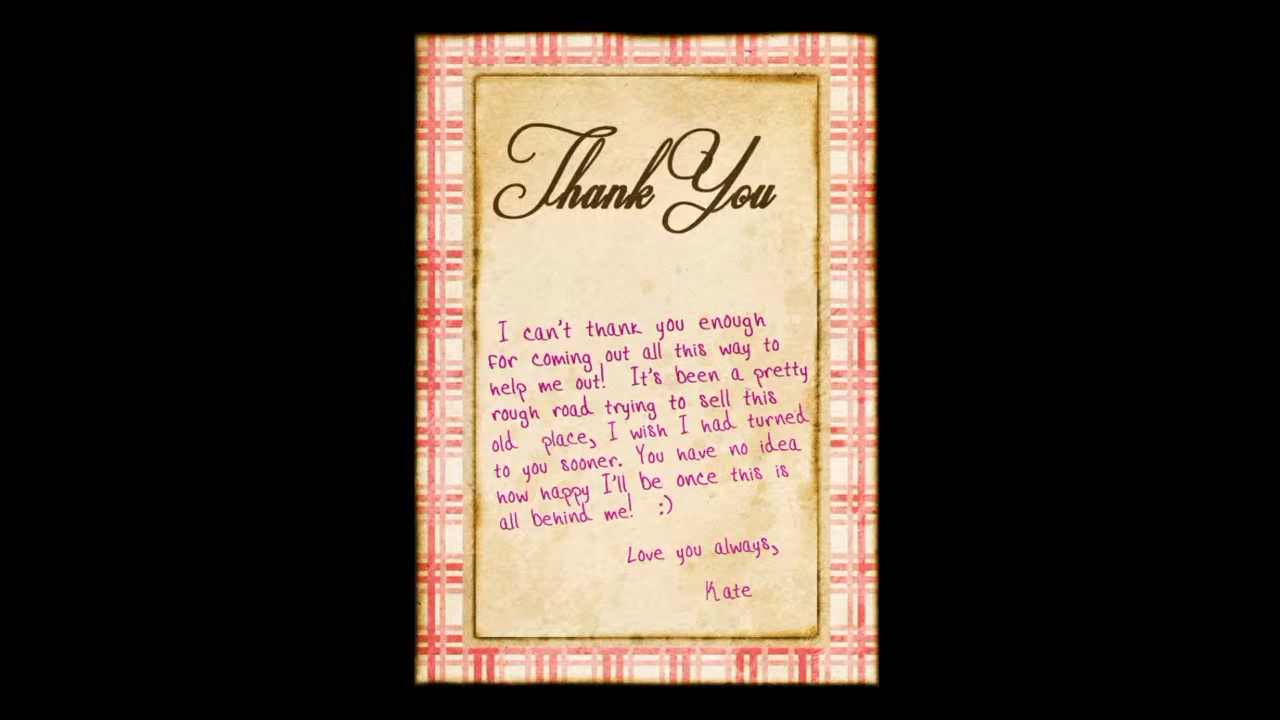 Thank You
I can't thank you enough
for coming out all this way to
help me out! It's been a pretty
rough road trying to sell this
old place, I wish I had turned
to you sooner. You have no idea
how happy I'll be once this is
all behind me! :)
Love you always,
Kate